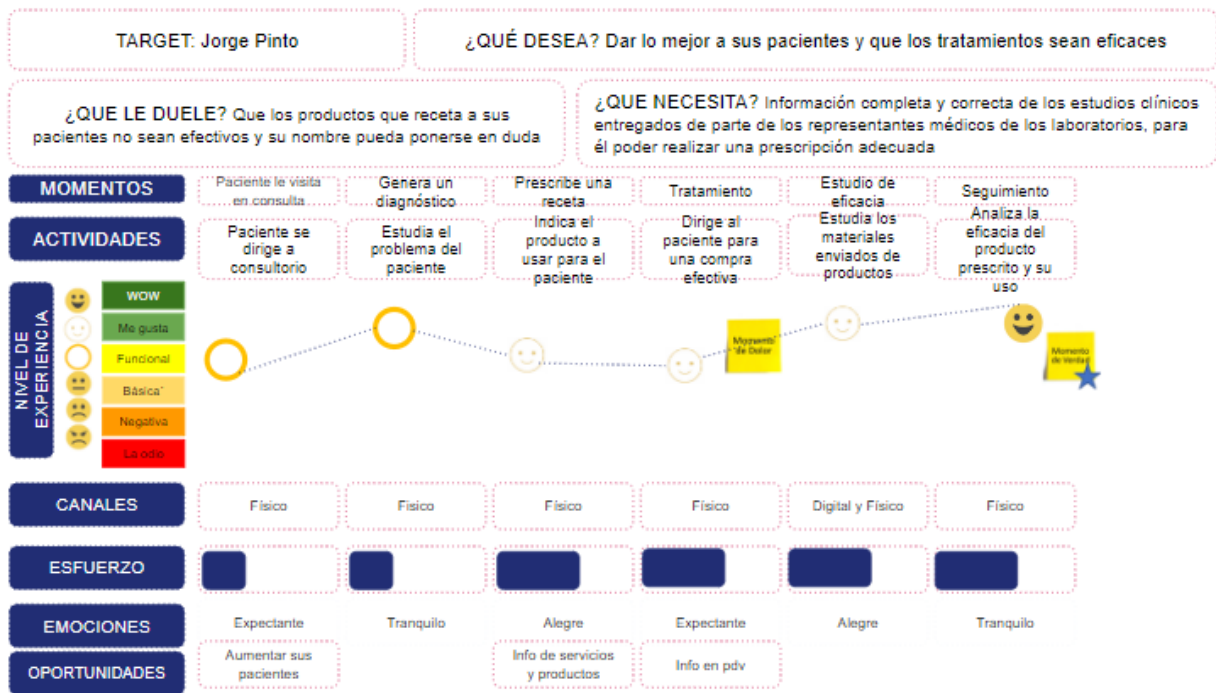 TARGET: Jorge Pinto
¿QUÉ DESEA? Dar lo mejor a sus pacientes y que los tratamientos sean eficaces
¿QUE LE DUELE? Que los productos que receta a sus
pacientes no sean efectivos y su nombre pueda ponerse en duda
¿QUE NECESITA? Información completa y correcta de los estudios clínicos
entregados de parte de los representantes médicos de los laboratorios, para
él poder realizar una prescripción adecuada
MOMENTOS
Paciente le visita
en consulta
Genera un
diagnóstico
Prescribe una
receta
Tratamiento
Estudio de
eficacia
Seguimiento
ACTIVIDADES
Paciente se
dirige a
consultorio
Estudia el
problema del
paciente
Indica el
producto a
usar para el
paciente
Dirige al
paciente para
una compra
efectiva
Estudia los
materiales
enviados de
productos
Analiza la
eficacia del
producto
prescrito y su
uso
NIVEL DE
EXPERIENCIA
WOW
Me gusta
Funcional
Básica
Negativa
La odio
Momento
de Dolor
Momento
de Verdad
CANALES
Físico
Fisico
Físico
Físico
Digital y Físico
Físico
ESFUERZO
EMOCIONES
Expectante
Tranquilo
Alegre
Expectante
Alegre
Tranquilo
OPORTUNIDADES
Aumentar sus
pacientes
Info de servicios
y productos
Info en pdv